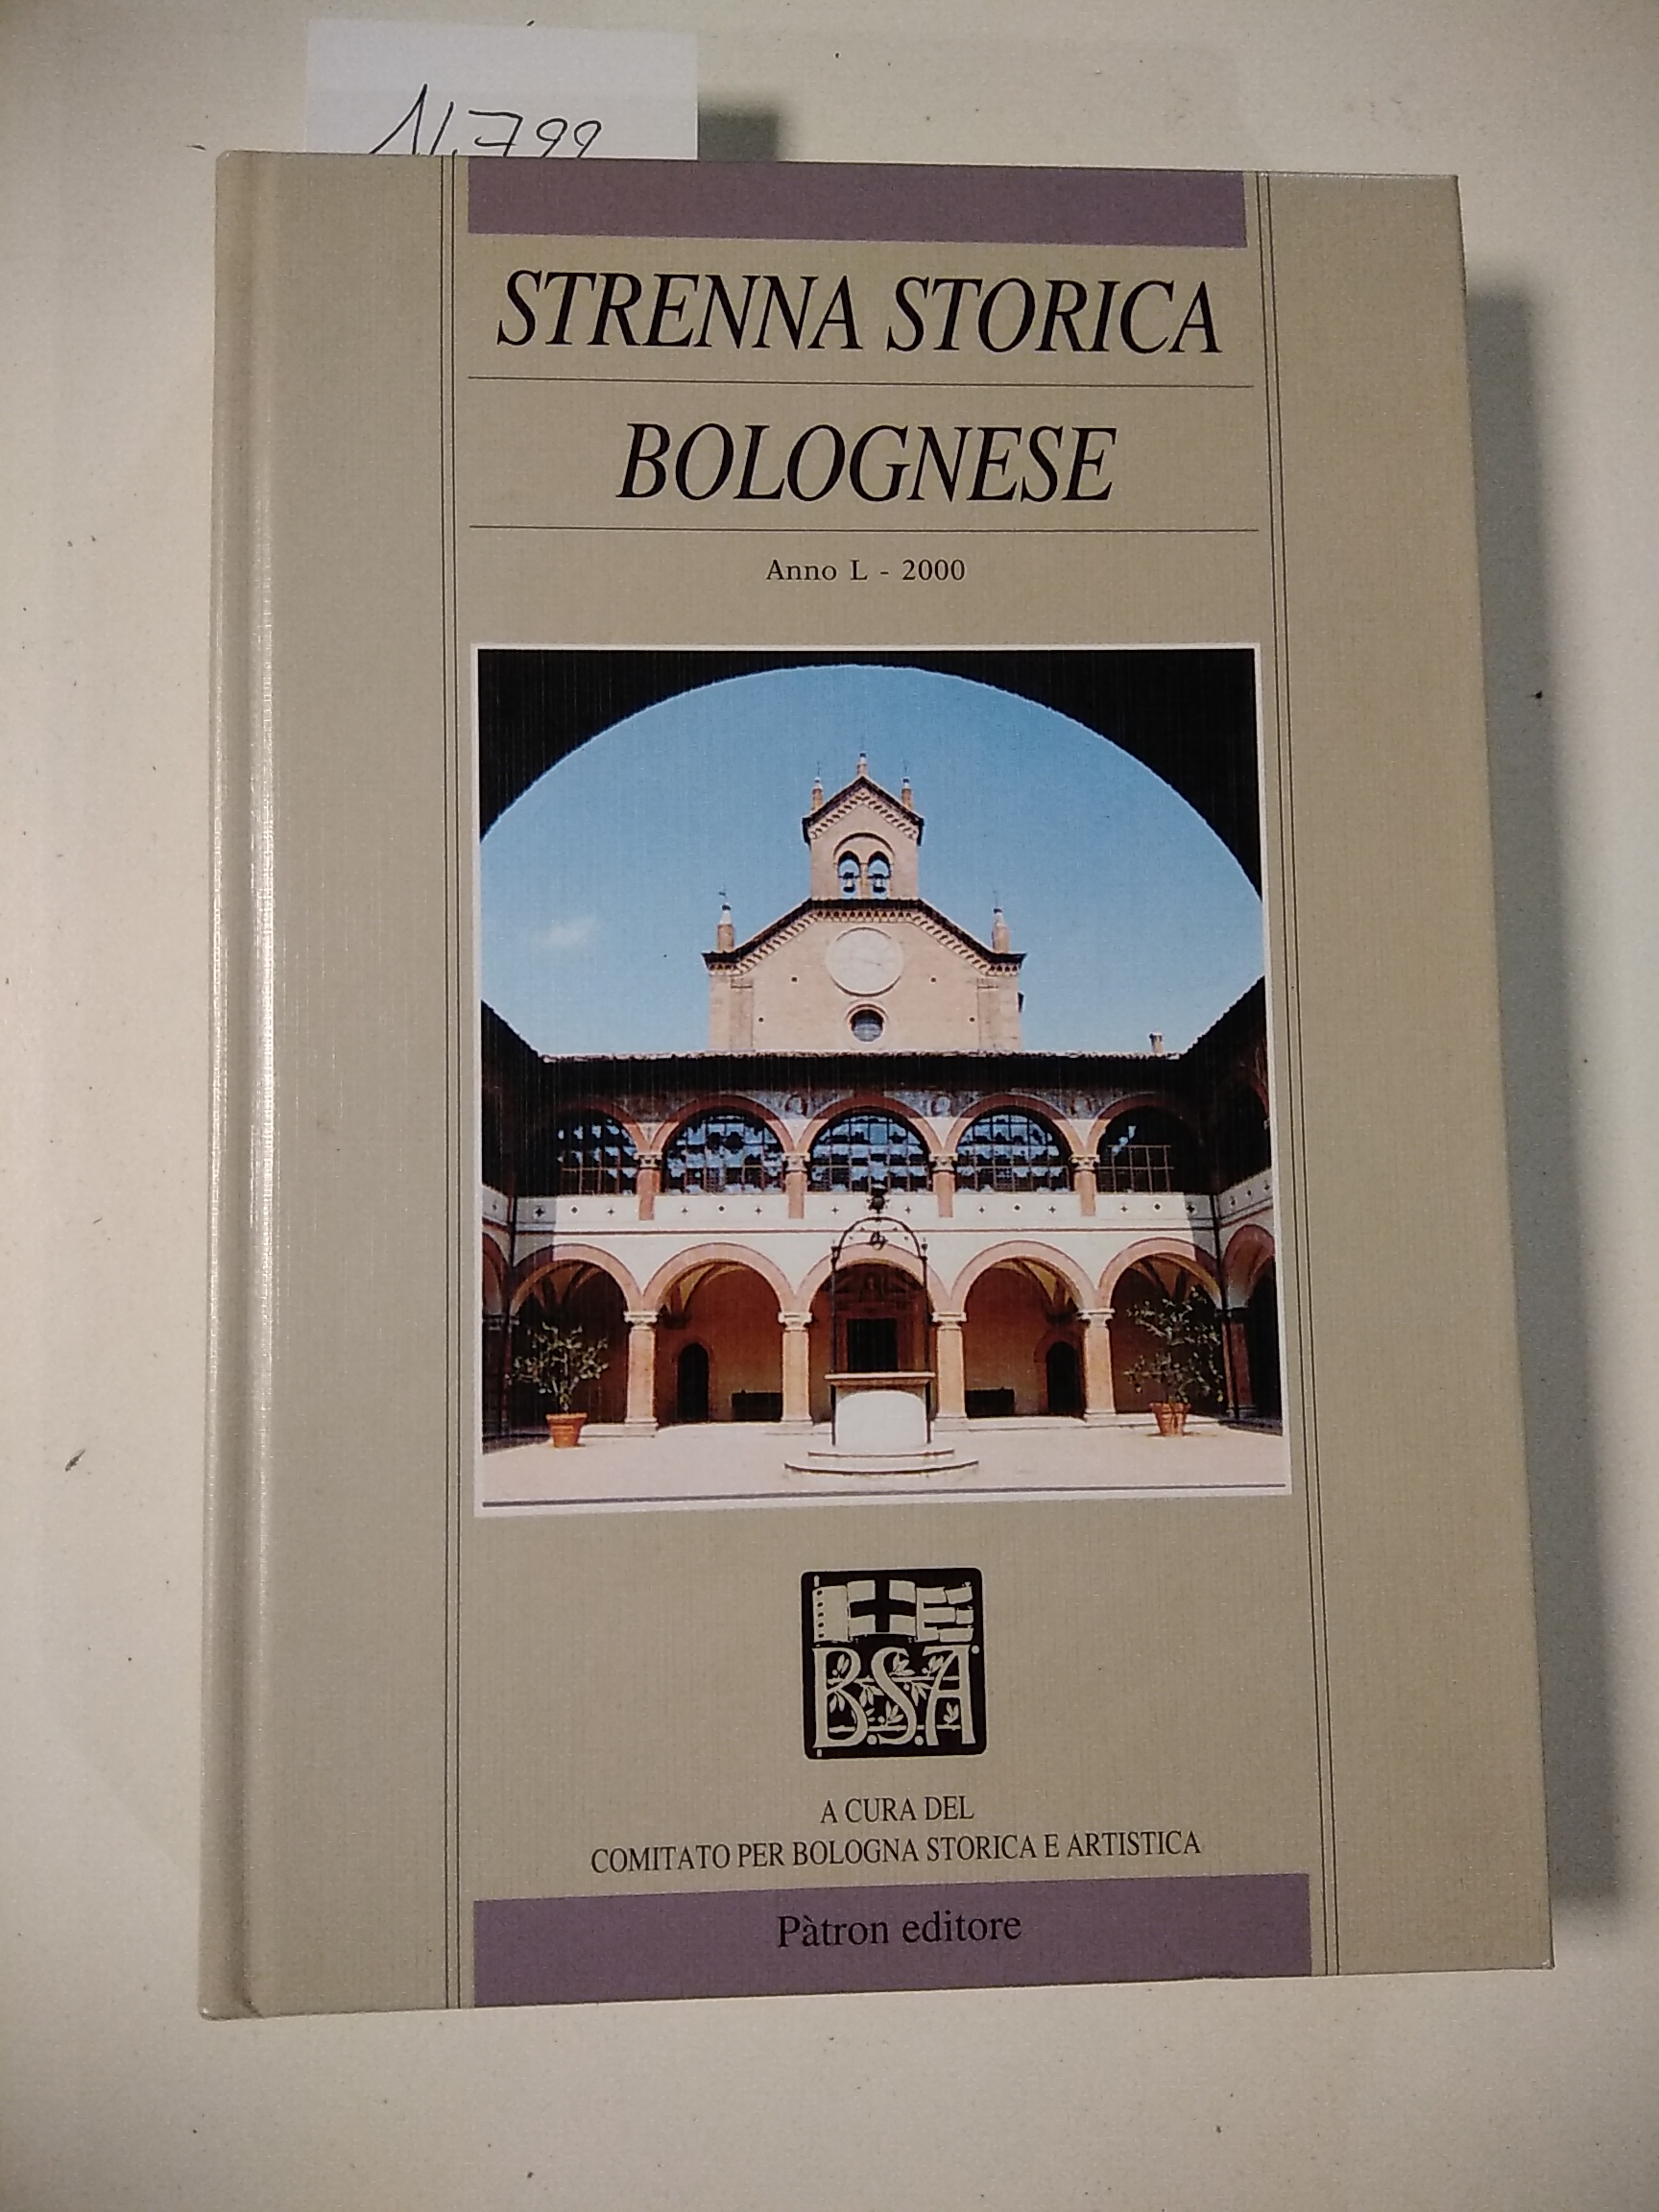 STRENNA STORICA
BOLOGNESE
Anno L - 2000
B.S.A.
A CURA DEL
COMITATO PER BOLOGNA STORICA E ARTISTICA
Pàtron editore